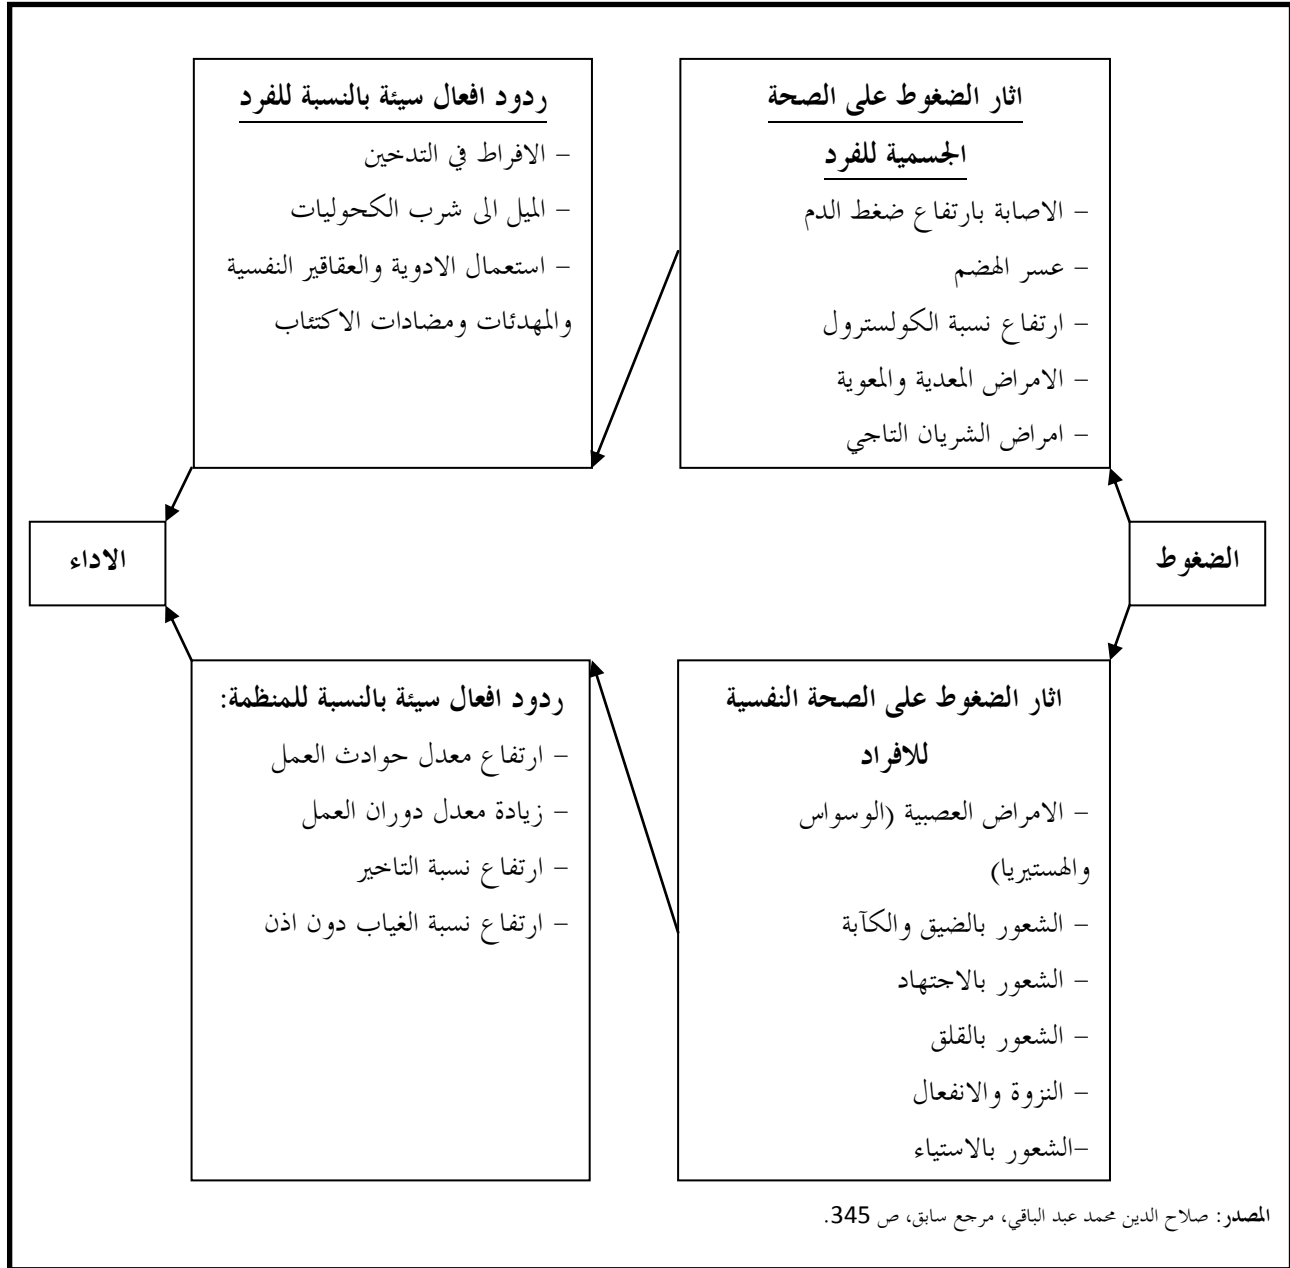 اثار الضغوط على الصحة
الجسمية للفرد
- الاصابة بارتفاع ضغط الدم
- عسر الهضم
- ارتفاع نسبة الكولسترول
- الامراض المعدية والمعوية
- امراض الشريان التاجي
ردود افعال سيئة بالنسبة للفرد
- الافراط في التدخين
- الميل الى شرب الكحوليات
- استعمال الادوية والعقاقير النفسية
والمهدئات ومضادات الاكتئاب
الضغوط
الاداء
اثار الضغوط على الصحة النفسية
للافراد
- الامراض العصبية (الوسواس
والهستيريا)
- الشعور بالضيق والكآبة
- الشعور بالاجتهاد
- الشعور بالقلق
- النزوة والانفعال
-الشعور بالاستياء
ردود افعال سيئة بالنسبة للمنظمة:
- ارتفاع معدل حوادث العمل
- زيادة معدل دوران العمل
- ارتفاع نسبة التاخير
- ارتفاع نسبة الغياب دون اذن
المصدر: صلاح الدين محمد عبد الباقي، مرجع سابق، ص 345.